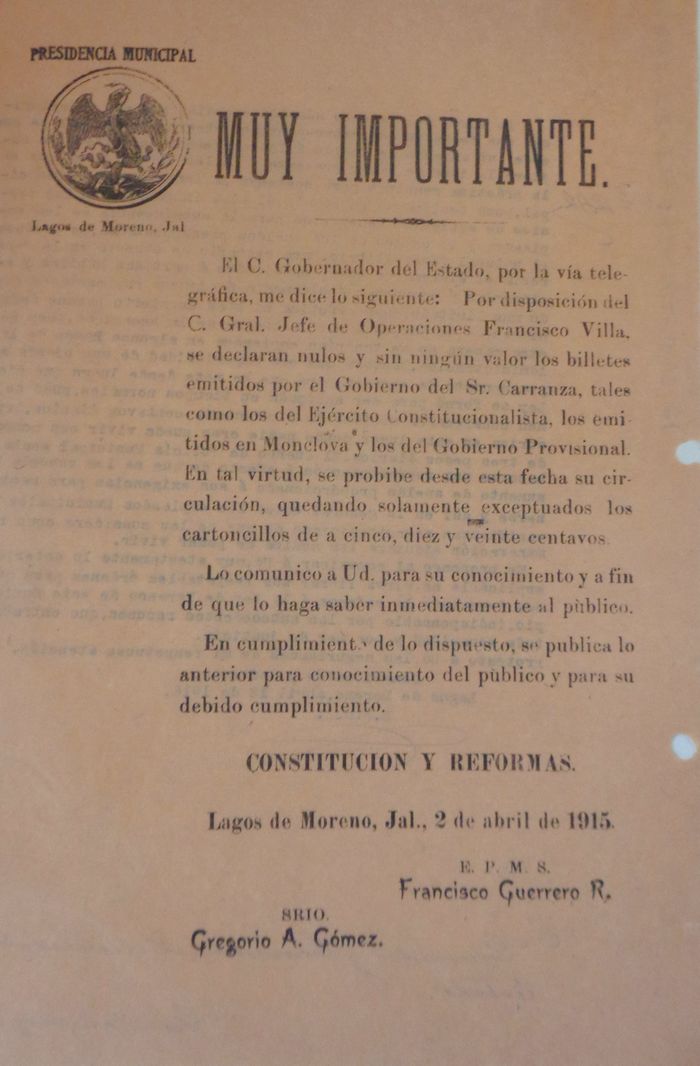 PRESIDENCIA MUNICIPAL
Lagos de Moreno, Jal
MUY IMPORTANTE.
El C. Gobernador del Estado, por la vía tele-
gráfica, me dice lo siguiente: Por disposición del
C. Gral. Jefe de Operaciones Francisco Villa,
se declaran nulos y sin ningún valor los billetes
emitidos por el Gobierno del Sr. Carranza, tales
como los del Ejército Constitucionalista, los emi-
tidos en Monclova y los del Gobierno Provisional.
En tal virtud, se prohibe desde esta fecha su cir-
culación, quedando solamente exceptuados los
cartoncillos de a cinco, diez y veinte centavos.
Lo comunico a Ud. para su conocimiento y a fin
de que lo haga saber inmediatamente al pùblico.
En cumplimiento de lo dispuesto, se publica lo
anterior para conocimiento del pùblico y para su
debido cumplimiento.
CONSTITUCION Y REFORMAS.
Lagos de Moreno, Jal., 2 de abril de 1915.
E. P. M. S.
Francisco Guerrero R.
SRIO.
Gregorio A. Gómez.